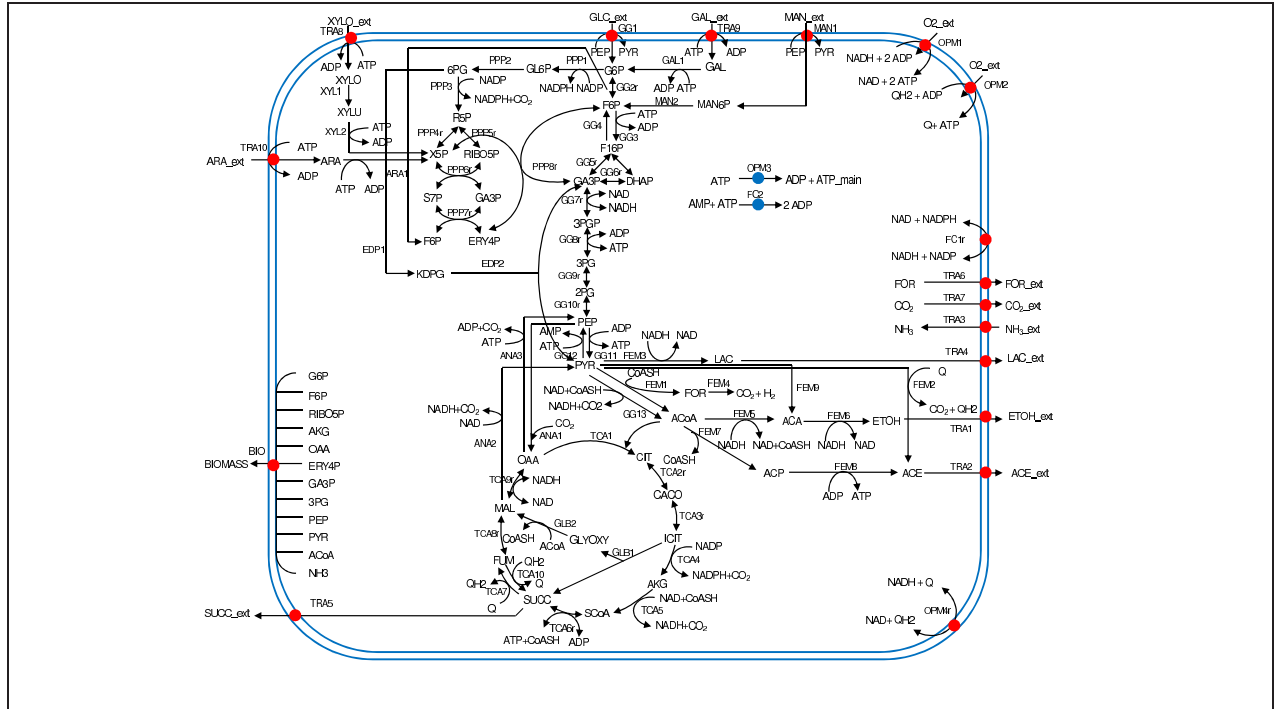 XYLO_ext
TRA8
GLC_ext
GG1
PEP PYR
GAL_ext
TRA9
ATP ADP
MAN_ext
MAN1
PEP PYR
O2_ext
OPM1
NADH + 2 ADP
NAD + 2 ATP
O2_ext
OPM2
QH2 + ADP
Q+ ATP
ADP ATP
XYLO
XYL1
XYLU
XYL2
ATP
ADP
6PG
PPP2
GL6P
PPP1
NADPH NADP
G6P
GAL1
ADP ATP
GAL
PPP3
NADP
NADPH+CO2
GG2r
F6P
MAN2
MAN6P
R5P
GG4
ATP
ADP
GG3
F16P
PPP4r
PPP5r
X5P
RIBO5P
ARA_ext
TRA10
ATP
ADP
ARA
ATP ADP
ARA1
PPP6r
PPP8r
GG5r
GG6r
GA3P
DHAP
S7P
GA3P
GG7r
NAD
NADH
PPP7r
F6P
ERY4P
3PGP
GG8r
ADP
ATP
EDP1
KDPG
EDP2
3PG
GG9r
2PG
GG10r
PEP
ATP
OPM3
ADP + ATP_main
AMP+ ATP
FC2
2 ADP
NAD + NADPH
FC1r
NADH + NADP
FOR
TRA6
FOR_ext
CO2
TRA7
CO2_ext
NH3
TRA3
NH3_ext
ADP+CO2
ATP
ANA3
AMP
ATP
GG12
GG11
ADP
ATP
FEM3
NADH NAD
LAC
TRA4
LAC_ext
PYR
CoASH
FEM1
FOR
FEM4
CO2 + H2
FEM9
Q
FEM2
CO2 + QH2
NAD+CoASH
NADH+CO2
GG13
NADH+CO2
NAD
ANA2
CO2
ANA1
ACoA
FEM5
NADH NAD+CoASH
ACA
FEM6
NADH NAD
ETOH
TRA1
ETOH_ext
FEM7
CoASH
ACP
FEM8
ADP ATP
ACE
TRA2
ACE_ext
G6P
F6P
RIBO5P
AKG
OAA
ERY4P
GA3P
3PG
PEP
PYR
ACoA
NH3
BIO
BIOMASS
OAA
TCA1
CIT
TCA2r
CACO
TCA3r
ICIT
TCA9r
NADH
NAD
MAL
GLB2
CoASH
ACoA
GLYOXY
GLB1
TCA8r
FUM
QH2
TCA10
Q
QH2
TCA7
Q
SUCC
TCA4
NADP
NADPH+CO2
AKG
NAD+CoASH
TCA5
NADH+CO2
SCoA
TCA6r
ATP+CoASH
ADP
SUCC_ext
TRA5
NADH + Q
OPM4r
NAD+ QH2